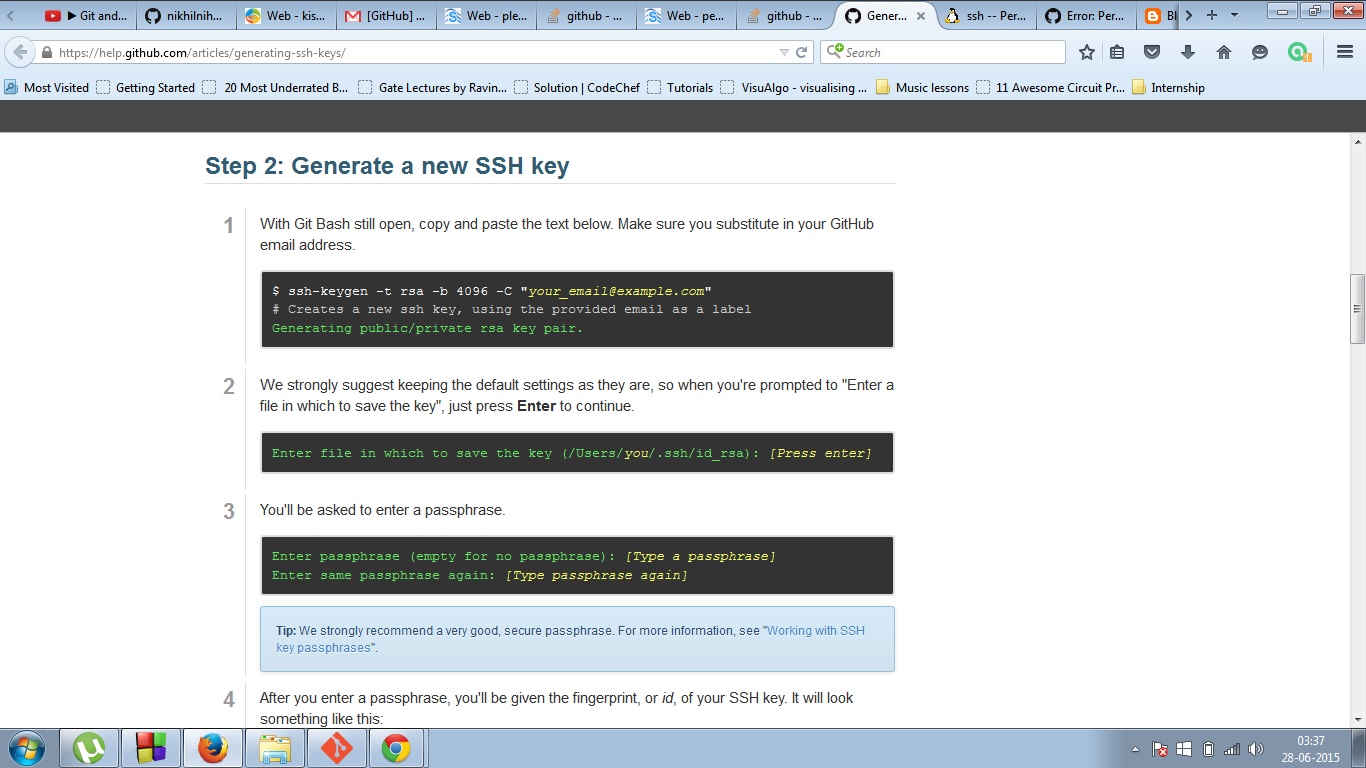 ▶ Git and...
nikhilnih...
Web - kis...
[GitHub] ...
Web - ple...
github - ...
Web - pe...
github - ...
Gener...
ssh -- Per...
Error: Per...
Bl
https://help.github.com/articles/generating-ssh-keys/
Search
Most Visited
Getting Started
20 Most Underrated B...
Gate Lectures by Ravin...
Solution | CodeChef
Tutorials
VisuAlgo - visualising ...
Music lessons
11 Awesome Circuit Pr...
Internship
Step 2: Generate a new SSH key
1
With Git Bash still open, copy and paste the text below. Make sure you substitute in your GitHub
email address.
$ ssh-keygen -t rsa -b 4096 -C "your_email@example.com"
# Creates a new ssh key, using the provided email as a label
Generating public/private rsa key pair.
2
We strongly suggest keeping the default settings as they are, so when you're prompted to "Enter a
file in which to save the key", just press Enter to continue.
Enter file in which to save the key (/Users/you/.ssh/id_rsa): [Press enter]
3
You'll be asked to enter a passphrase.
Enter passphrase (empty for no passphrase): [Type a passphrase]
Enter same passphrase again: [Type passphrase again]
Tip: We strongly recommend a very good, secure passphrase. For more information, see "Working with SSH
key passphrases".
4
After you enter a passphrase, you'll be given the fingerprint, or id, of your SSH key. It will look
something like this:
03:37
28-06-2015